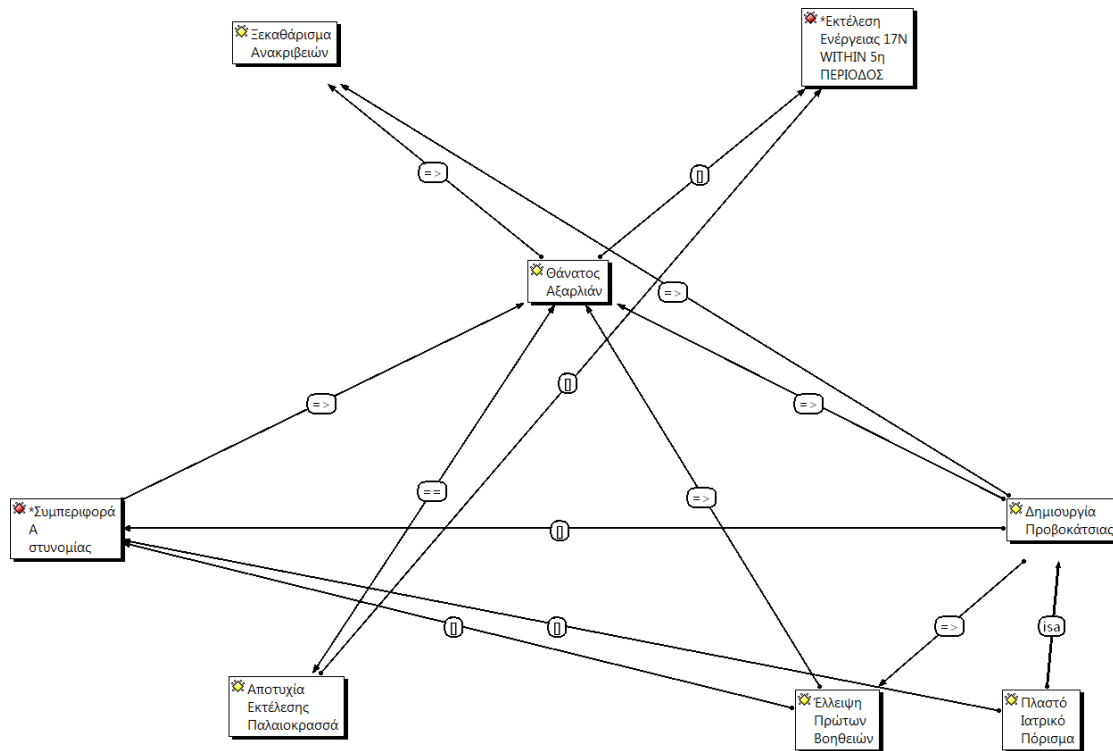 Ξεκαθάρισμα
Ανακριβειών
*Εκτέλεση
Ενέργειας 17Ν
WITHIN 5η
ΠΕΡΙΟΔΟΣ
=>
[]
Θάνατος
Αξαρλιάν
=>
[]
=>
=>
==
=>
*Συμπεριφορά
Α
στυνομίας
[]
Δημιουργία
Προβοκάτσιας
[]
[]
=>
isa
Αποτυχία
Εκτέλεσης
Παλαιοκρασσά
Έλλειψη
Πρώτων
Βοηθειών
Πλαστό
Ιατρικό
Πόρισμα